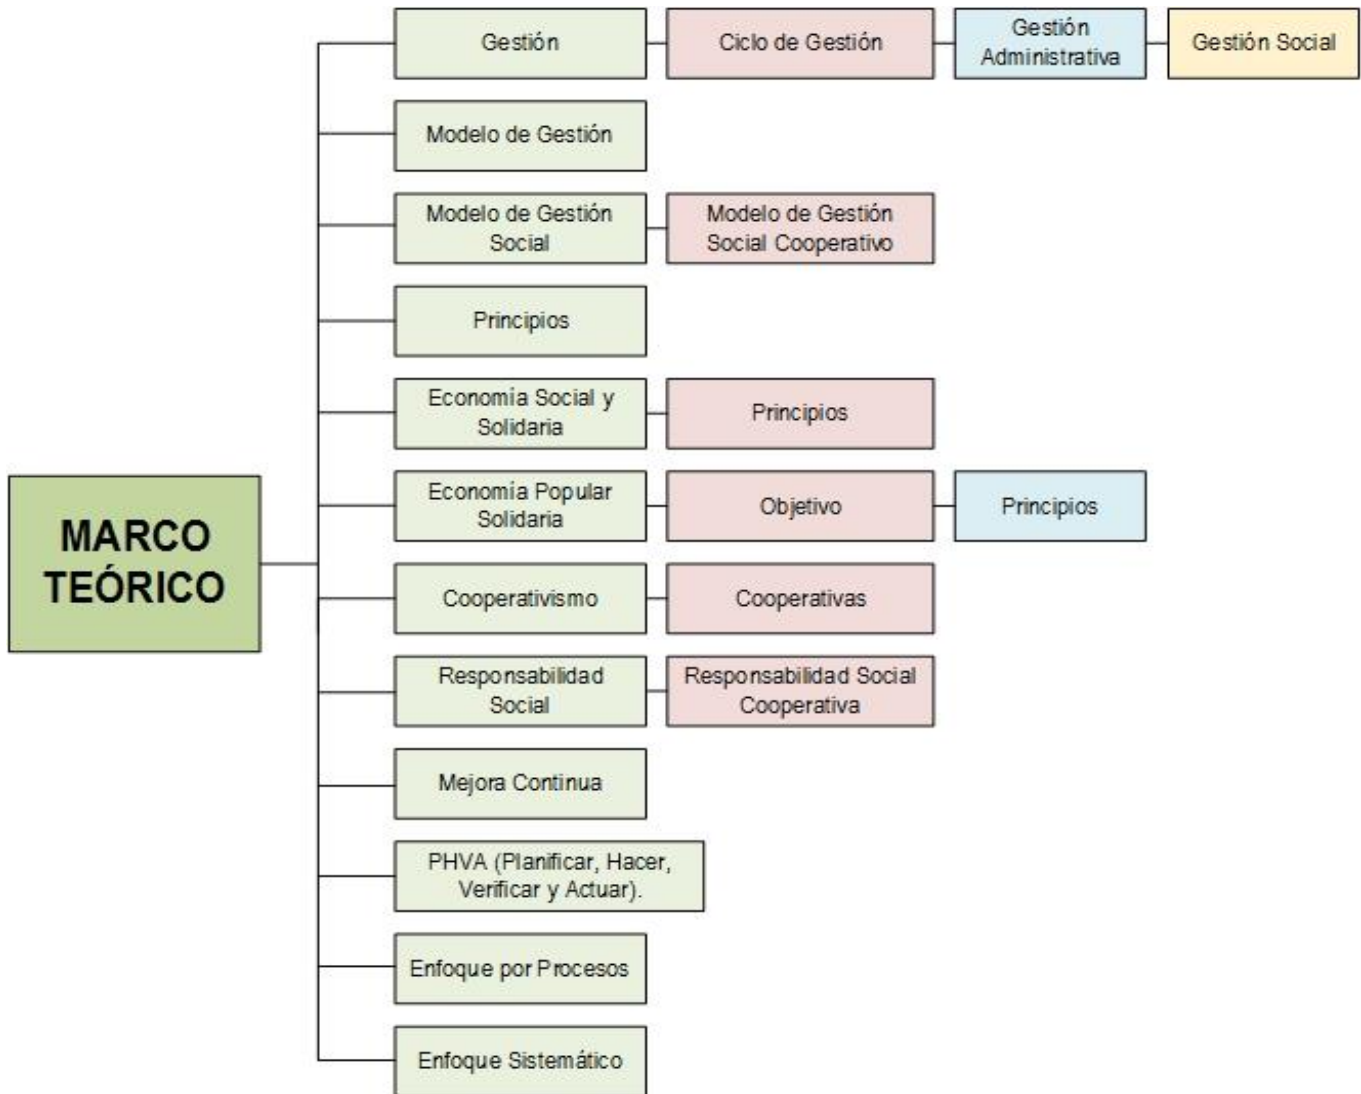 Gestión
Ciclo de Gestión
Gestión
Administrativa
Gestión Social
Modelo de Gestión
Modelo de Gestión
Social
Modelo de Gestión
Social Cooperativo
Principios
Economía Social y
Solidaria
Principios
MARCO
TEÓRICO
Economía Popular
Solidaria
Objetivo
Principios
Cooperativismo
Cooperativas
Responsabilidad
Social
Responsabilidad Social
Cooperativa
Mejora Continua
PHVA (Planificar, Hacer,
Verificar y Actuar).
Enfoque por Procesos
Enfoque Sistemático